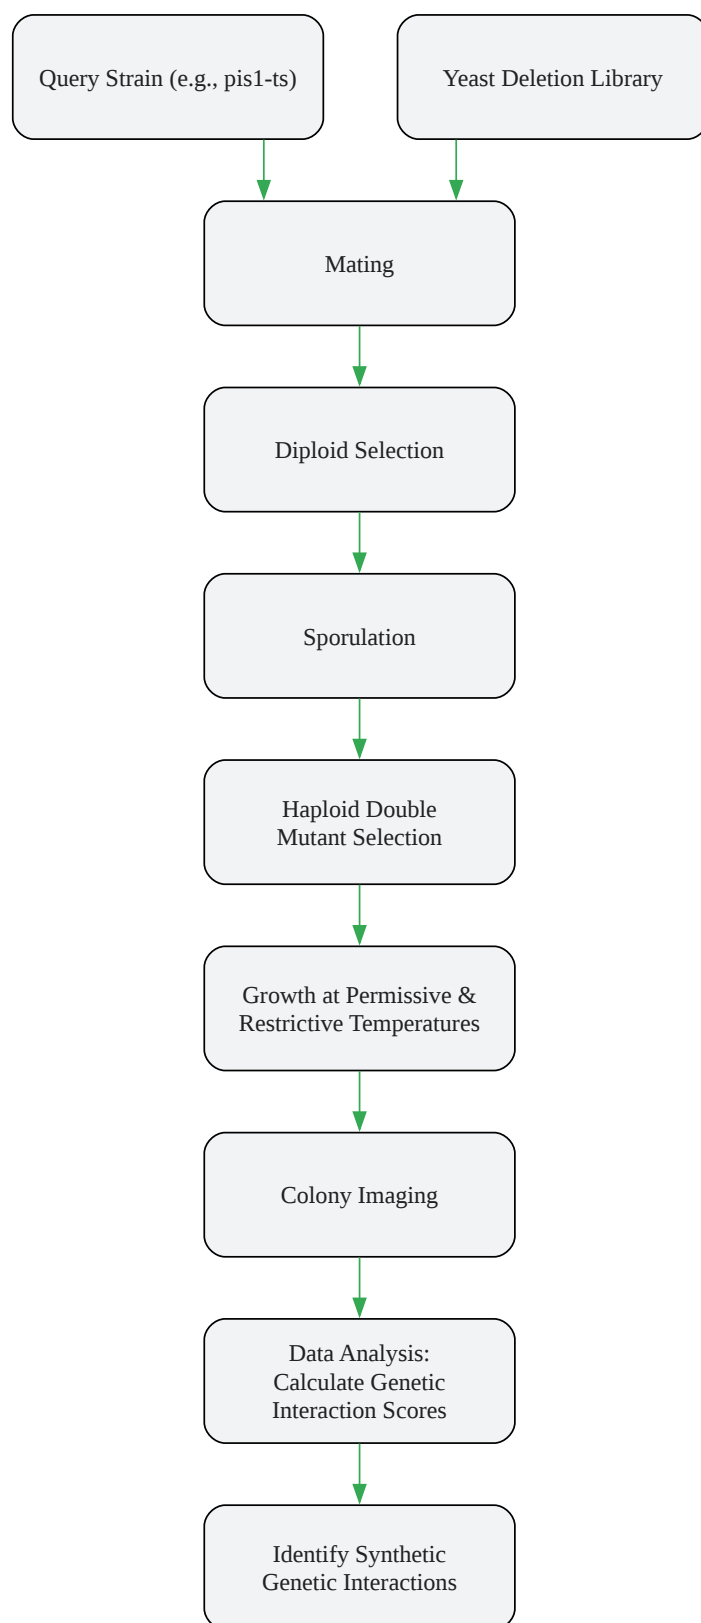 Query Strain (e.g., pis1-ts)
Yeast Deletion Library
Mating
Diploid Selection
Sporulation
Haploid Double
Mutant Selection
Growth at Permissive &
Restrictive Temperatures
Colony Imaging
Data Analysis:
Calculate Genetic
Interaction Scores
Identify Synthetic
Genetic Interactions